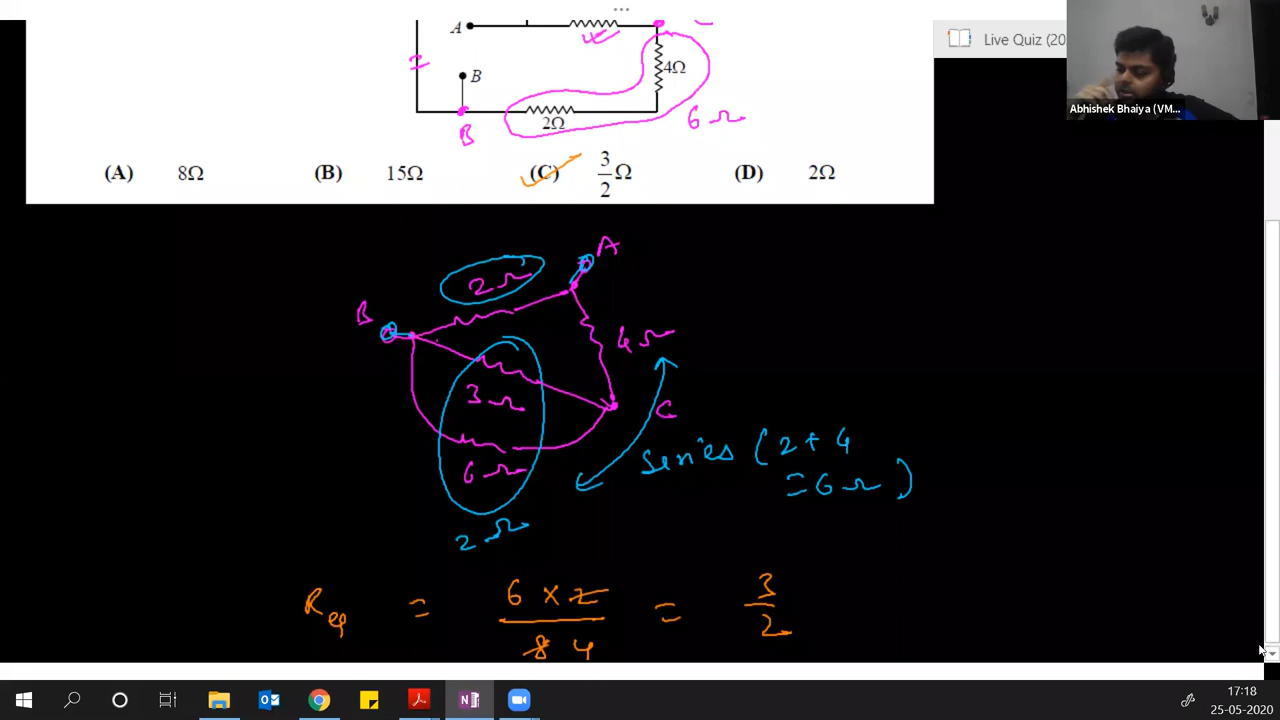 A
Live Quiz (20
4Ω
B
B
2Ω
6 Ω
Abhishek Bhaiya (VM...
(A) 8Ω (B) 15Ω (C) 3/2 Ω (D) 2Ω
A
2 Ω
B
4 Ω
3 Ω
C
Series (2 + 4
= 6 Ω)
6 Ω
2 Ω
Req = 6 × 2 / 8 4 = 3/2
17:18
25-05-2020